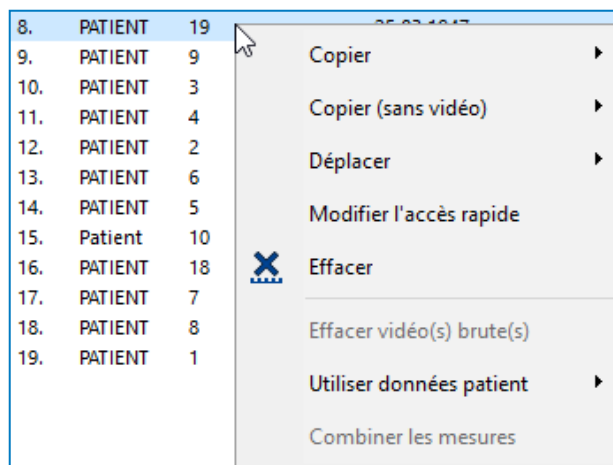 8. PATIENT 19
9. PATIENT 9
10. PATIENT 3
11. PATIENT 4
12. PATIENT 2
13. PATIENT 6
14. PATIENT 5
15. Patient 10
16. PATIENT 18
17. PATIENT 7
18. PATIENT 8
19. PATIENT 1
Copier
Copier (sans vidéo)
Déplacer
Modifier l'accès rapide
Effacer
Effacer vidéo(s) brute(s)
Utiliser données patient
Combiner les mesures